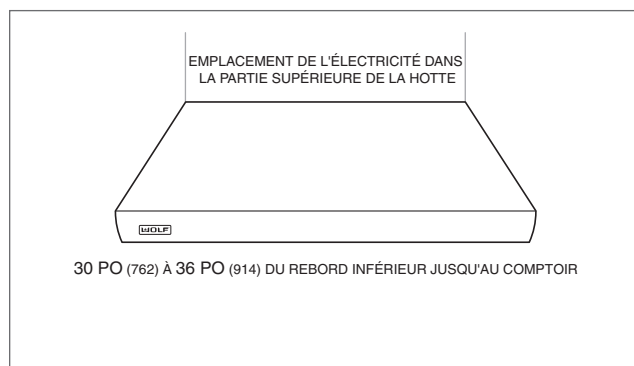 EMPLACEMENT DE L'ÉLECTRICITÉ DANS
LA PARTIE SUPÉRIEURE DE LA HOTTE
WOLF
30 PO (762) À 36 PO (914) DU REBORD INFÉRIEUR JUSQU'AU COMPTOIR